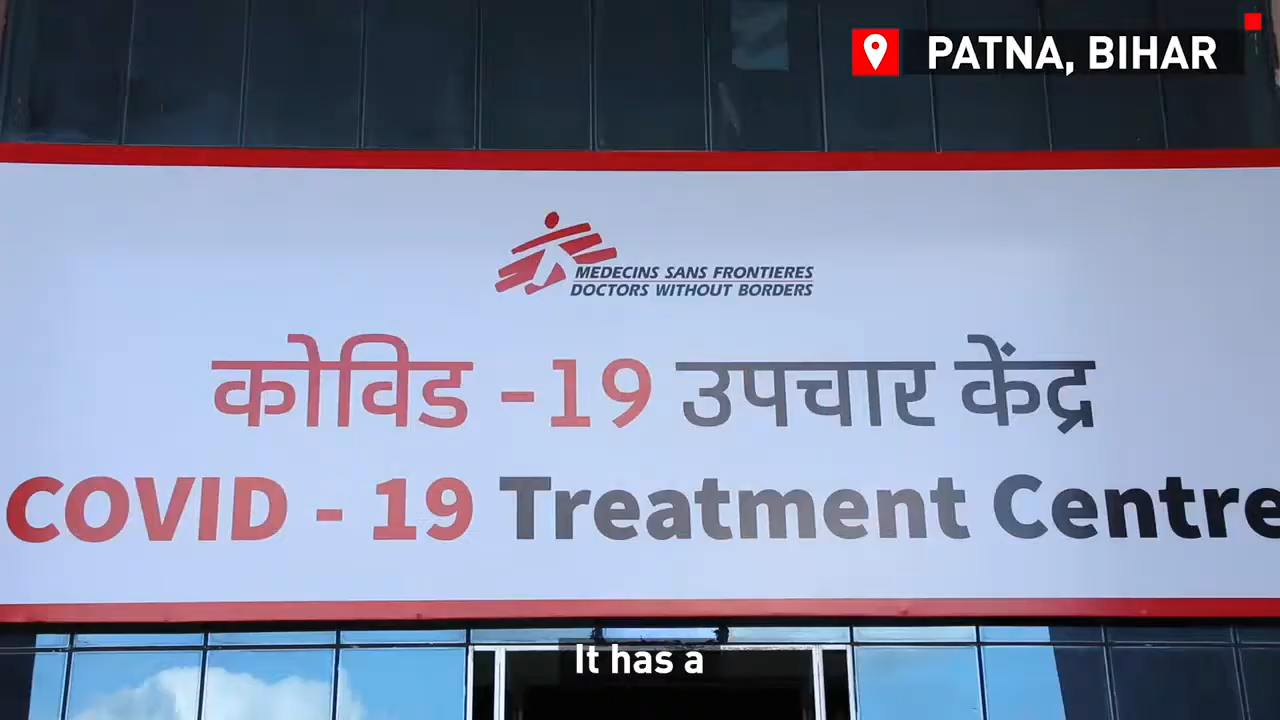 PATNA, BIHAR
MEDECINS SANS FRONTIERES
DOCTORS WITHOUT BORDERS
कोविड -19 उपचार केंद्र
COVID - 19 Treatment Centre
It has a